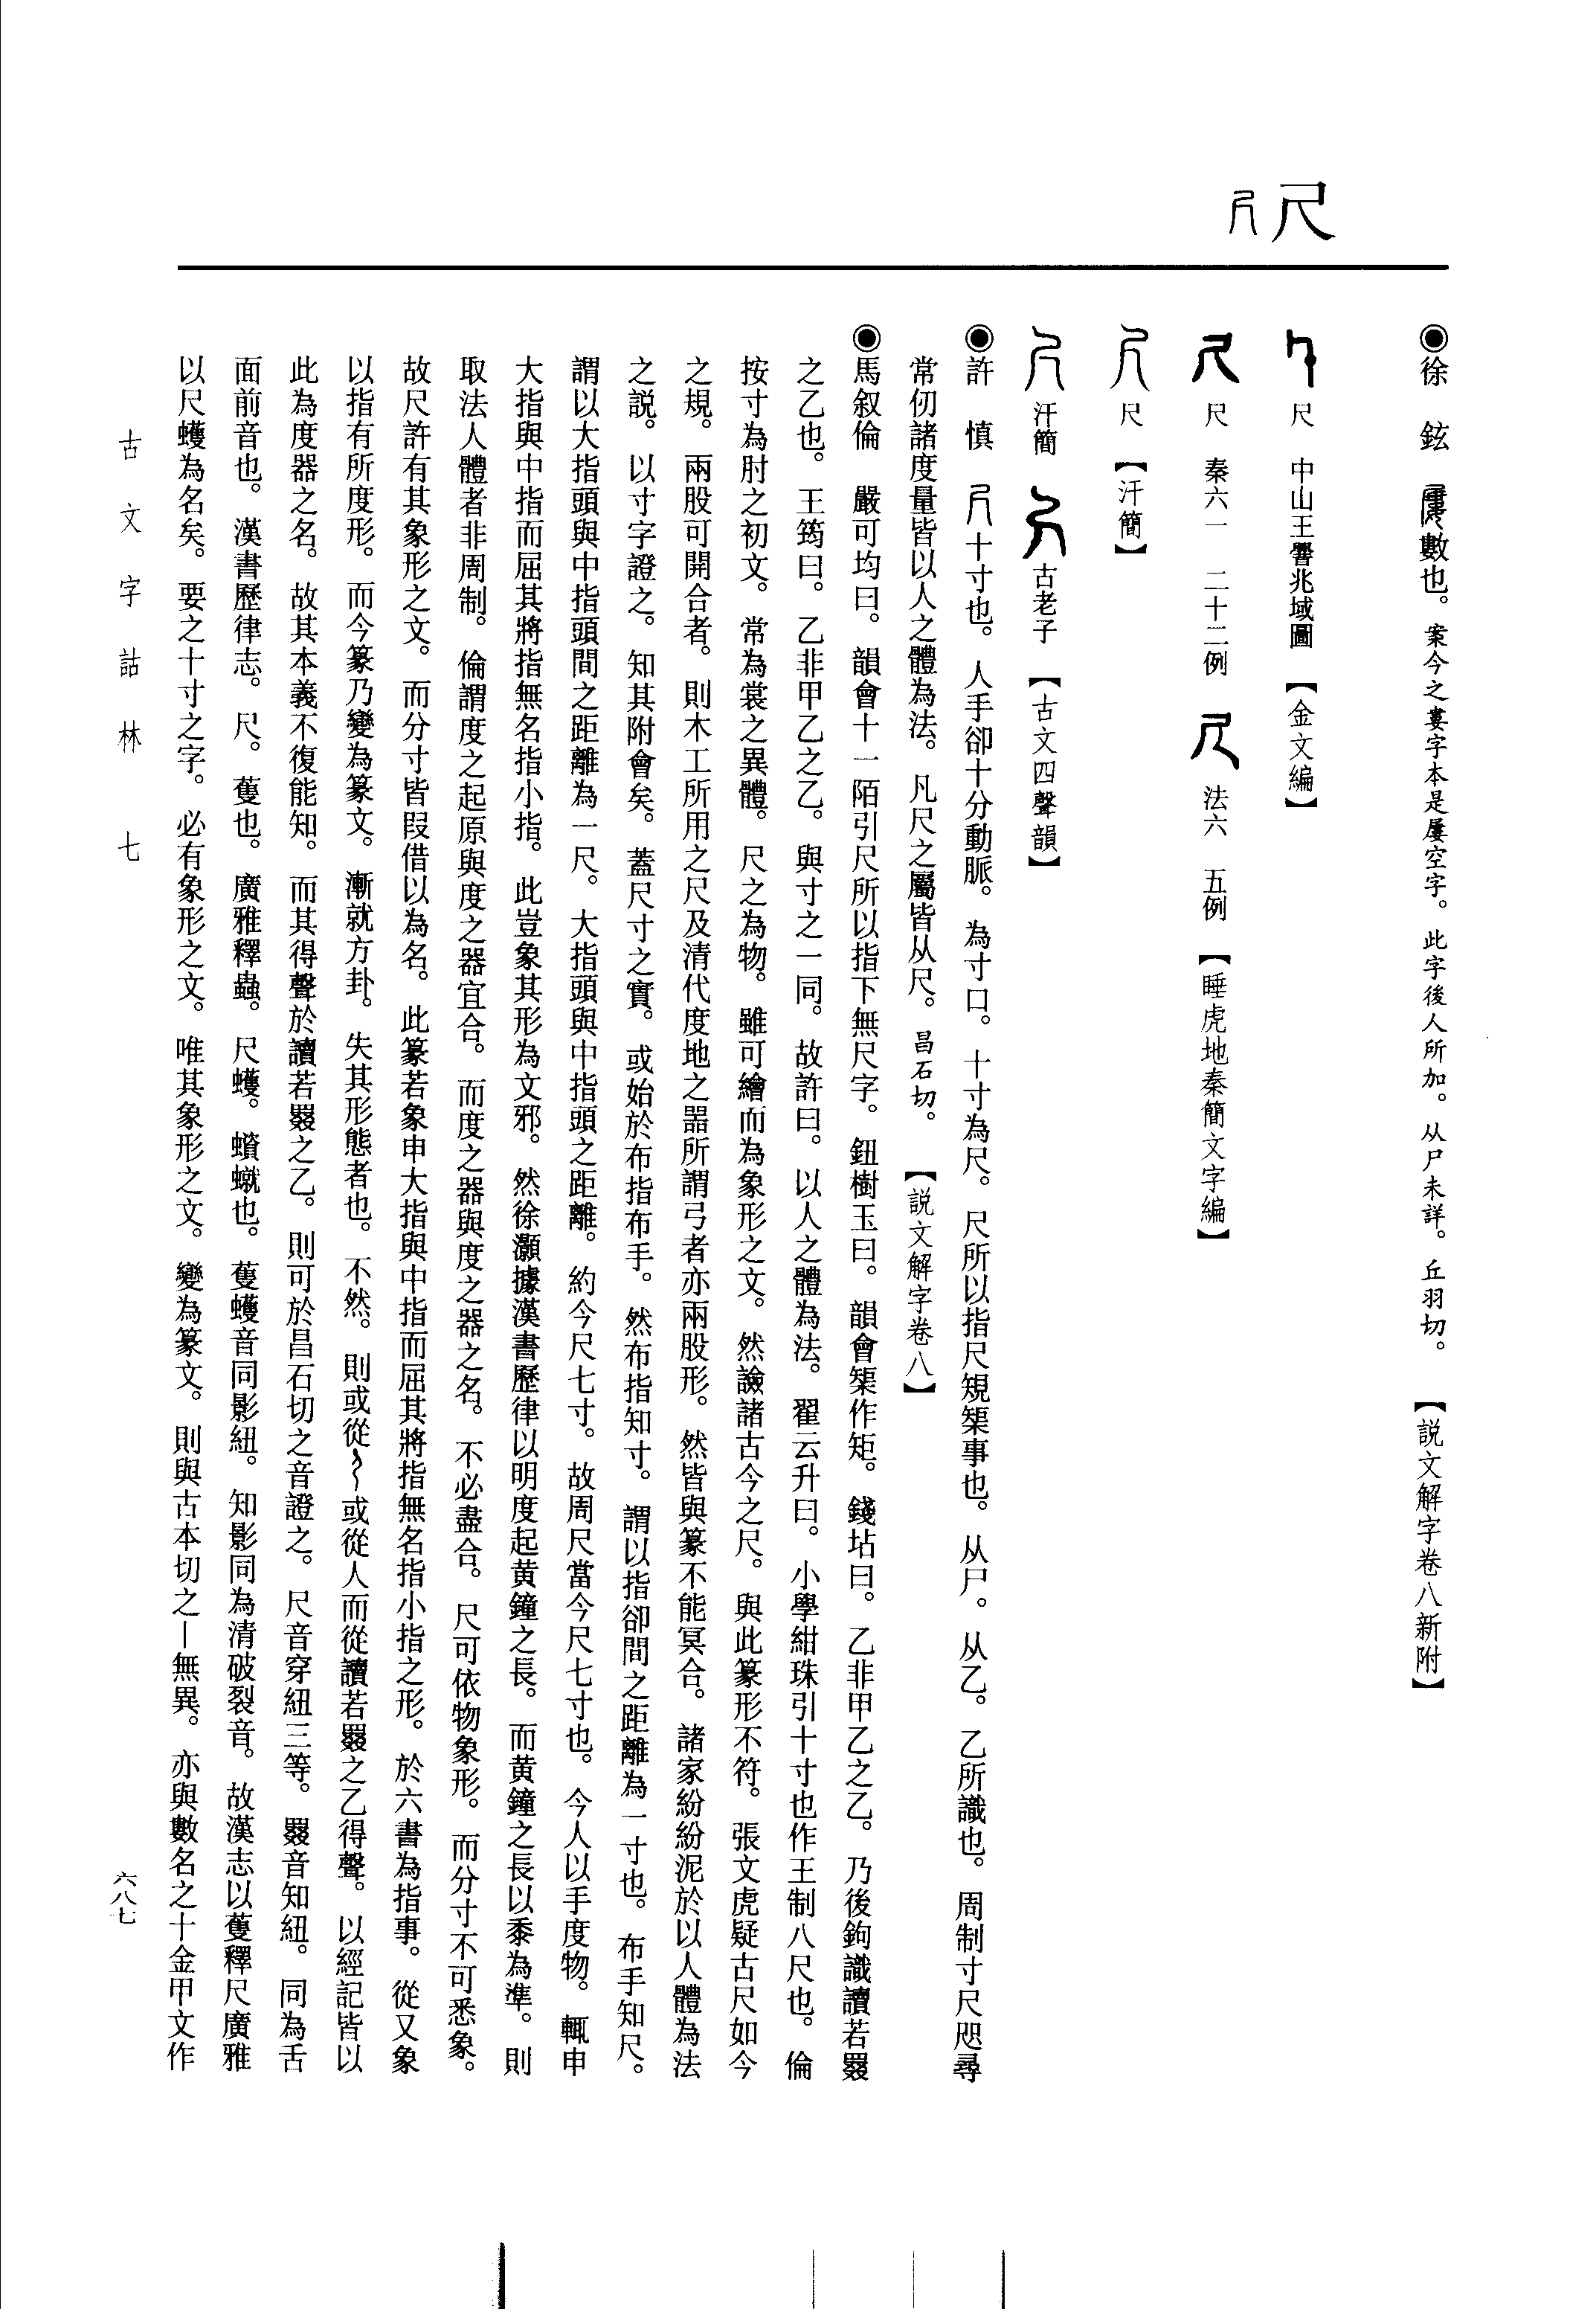 尺
◉徐　鉉　數也。案今之婁字本是屢空字。此字後人所加。从尸未詳。丘羽切。【説文解字卷八新附】
尺　中山王響兆域圖【金文編】
尺　秦六一　二十二例　法六　五例【睡虎地秦簡文字編】
尺【汗簡】
汗簡　古老子【古文四聲韻】
◉許　慎　十寸也。人手卻十分動脈。為寸口。十寸為尺。尺所以指尺規榘事也。从尸。从乙。乙所識也。周制寸尺咫尋
常仞諸度量皆以人之體為法。凡尺之屬皆从尺。昌石切。【説文解字卷八】
◉馬叙倫　嚴可均曰。韻會十一陌引尺所以指下無尺字。鈕樹玉曰。韻會榘作矩。錢坫曰。乙非甲乙之乙。乃後鉤識讀若罬
之乙也。王筠曰。乙非甲乙之乙。與寸之一同。故許曰。以人之體為法。翟云升曰。小學紺珠引十寸也作王制八尺也。倫
按寸為肘之初文。常為裳之異體。尺之為物。雖可繪而為象形之文。然譣諸古今之尺。與此篆形不符。張文虎疑古尺如今
之規。兩股可開合者。則木工所用之尺及清代度地之噐所謂弓者亦兩股形。然皆與篆不能冥合。諸家紛紛泥於以人體為法
之説。以寸字證之。知其附會矣。蓋尺寸之實。或始於布指布手。然布指知寸。謂以指卻間之距離為一寸也。布手知尺。
謂以大指頭與中指頭間之距離為一尺。大指頭與中指頭之距離。約今尺七寸。故周尺當今尺七寸也。今人以手度物。輒申
大指與中指而屈其將指無名指小指。此豈象其形為文邪。然徐灝據漢書歷律以明度起黄鐘之長。而黄鐘之長以黍為準。則
取法人體者非周制。倫謂度之起原與度之器宜合。而度之器與度之器之名。不必盡合。尺可依物象形。而分寸不可悉象。
故尺許有其象形之文。而分寸皆叚借以為名。此篆若象申大指與中指而屈其將指無名指小指之形。於六書為指事。從又象
以指有所度形。而今篆乃變為篆文。漸就方卦。失其形態者也。不然。則或從或從人而從讀若罬之乙得聲。以經記皆以
此為度器之名。故其本義不復能知。而其得聲於讀若罬之乙。則可於昌石切之音證之。尺音穿紐三等。罬音知紐。同為舌
面前音也。漢書歷律志。尺。蒦也。廣雅釋蟲。尺蠖。蠀蝛也。蒦蠖音同影紐。知影同為清破裂音。故漢志以蒦釋尺廣雅
以尺蠖為名矣。要之十寸之字。必有象形之文。唯其象形之文。變為篆文。則與古本切之丨無異。亦與數名之十金甲文作
古文字詁林　七
六八七